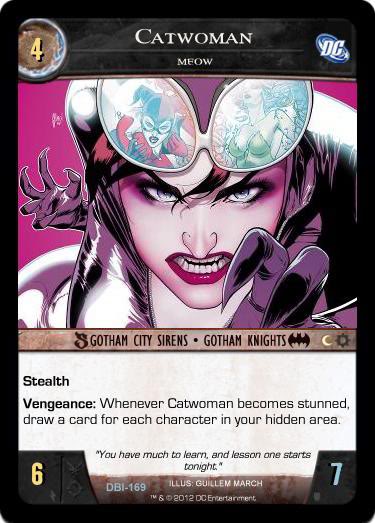 4
CATWOMAN
DC
MEOW
GOTHAM CITY SIRENS • GOTHAM KNIGHTS
Stealth
Vengeance: Whenever Catwoman becomes stunned,
draw a card for each character in your hidden area.
"You have much to learn, and lesson one starts
tonight."
6
DBI-169
ILLUS: GUILLEM MARCH
7
™ & © 2012 DC Entertainment